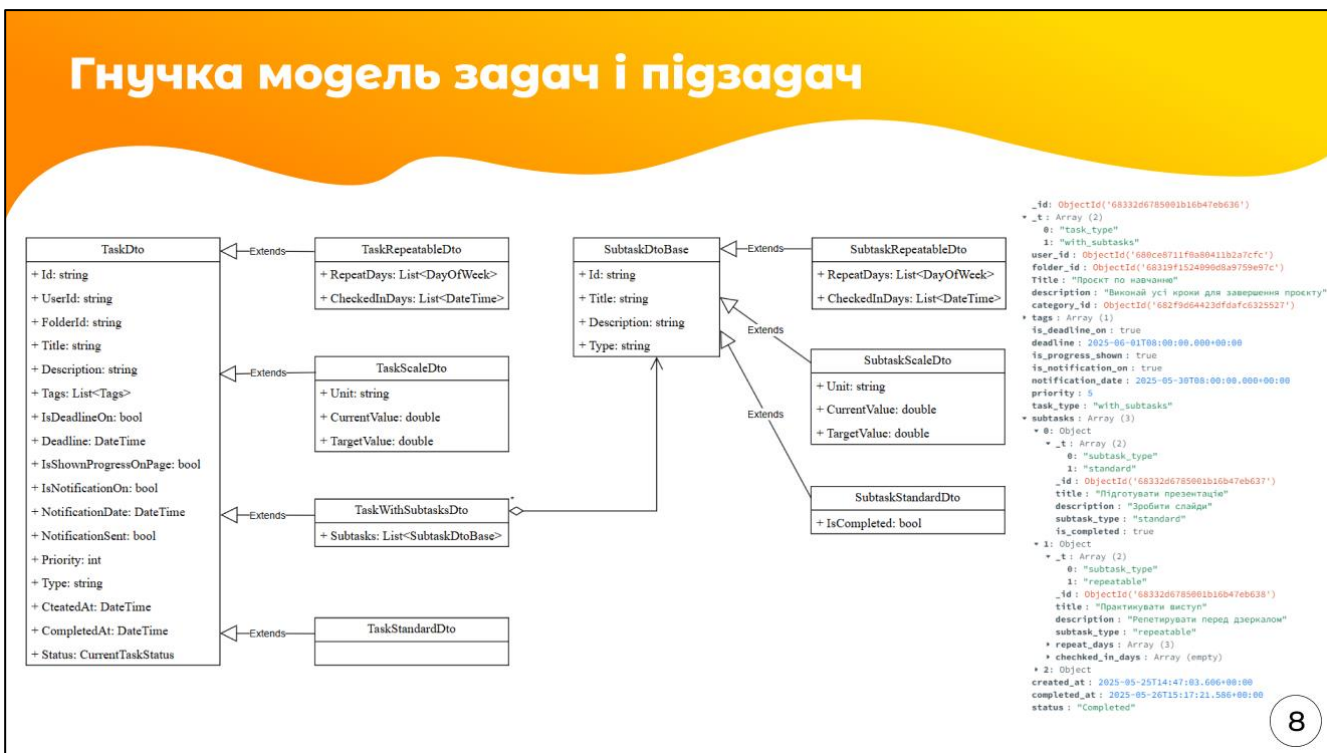 Гнучка модель задач і підзадач
TaskDto
+ Id: string
+ UserId: string
+ FolderId: string
+ Title: string
+ Description: string
+ Tags: List<Tags>
+ IsDeadlineOn: bool
+ Deadline: DateTime
+ IsShownProgressOnPage: bool
+ IsNotificationOn: bool
+ NotificationDate: DateTime
+ NotificationSent: bool
+ Priority: int
+ Type: string
+ CteatedAt: DateTime
+ CompletedAt: DateTime
+ Status: CurrentTaskStatus
Extends
TaskRepeatableDto
+ RepeatDays: List<DayOfWeek>
+ CheckedInDays: List<DateTime>
Extends
TaskScaleDto
+ Unit: string
+ CurrentValue: double
+ TargetValue: double
Extends
TaskWithSubtasksDto
+ Subtasks: List<SubtaskDtoBase>
Extends
TaskStandardDto
SubtaskDtoBase
+ Id: string
+ Title: string
+ Description: string
+ Type: string
Extends
SubtaskRepeatableDto
+ RepeatDays: List<DayOfWeek>
+ CheckedInDays: List<DateTime>
Extends
SubtaskScaleDto
+ Unit: string
+ CurrentValue: double
+ TargetValue: double
Extends
SubtaskStandardDto
+ IsCompleted: bool
_id: ObjectId('68332d6785001b16b47eb636')
_t: Array (2)
0: "task_type"
1: "with_subtasks"
user_id: ObjectId('680ce8711f0a80411b2a7cfc')
folder_id: ObjectId('68319f1524090d8a9759e97c')
Title: "Проєкт по навчанню"
description: "Виконай усі кроки для завершення проєкту"
category_id: ObjectId('682f9d64423dfdafc6325527')
tags: Array (1)
is_deadline_on: true
deadline: 2025-06-01T08:00:00.000+00:00
is_progress_shown: true
is_notification_on: true
notification_date: 2025-05-30T08:00:00.000+00:00
priority: 5
task_type: "with_subtasks"
subtasks: Array (3)
0: Object
_t: Array (2)
0: "subtask_type"
1: "standard"
_id: ObjectId('68332d6785001b16b47eb637')
title: "Підготувати презентацію"
description: "Зробити слайди"
subtask_type: "standard"
is_completed: true
1: Object
_t: Array (2)
0: "subtask_type"
1: "repeatable"
_id: ObjectId('68332d6785001b16b47eb638')
title: "Практикувати виступ"
description: "Репетирувати перед дзеркалом"
subtask_type: "repeatable"
repeat_days: Array (3)
chechked_in_days: Array (empty)
2: Object
created_at: 2025-05-25T14:47:03.606+00:00
completed_at: 2025-05-26T15:17:21.586+00:00
status: "Completed"
8